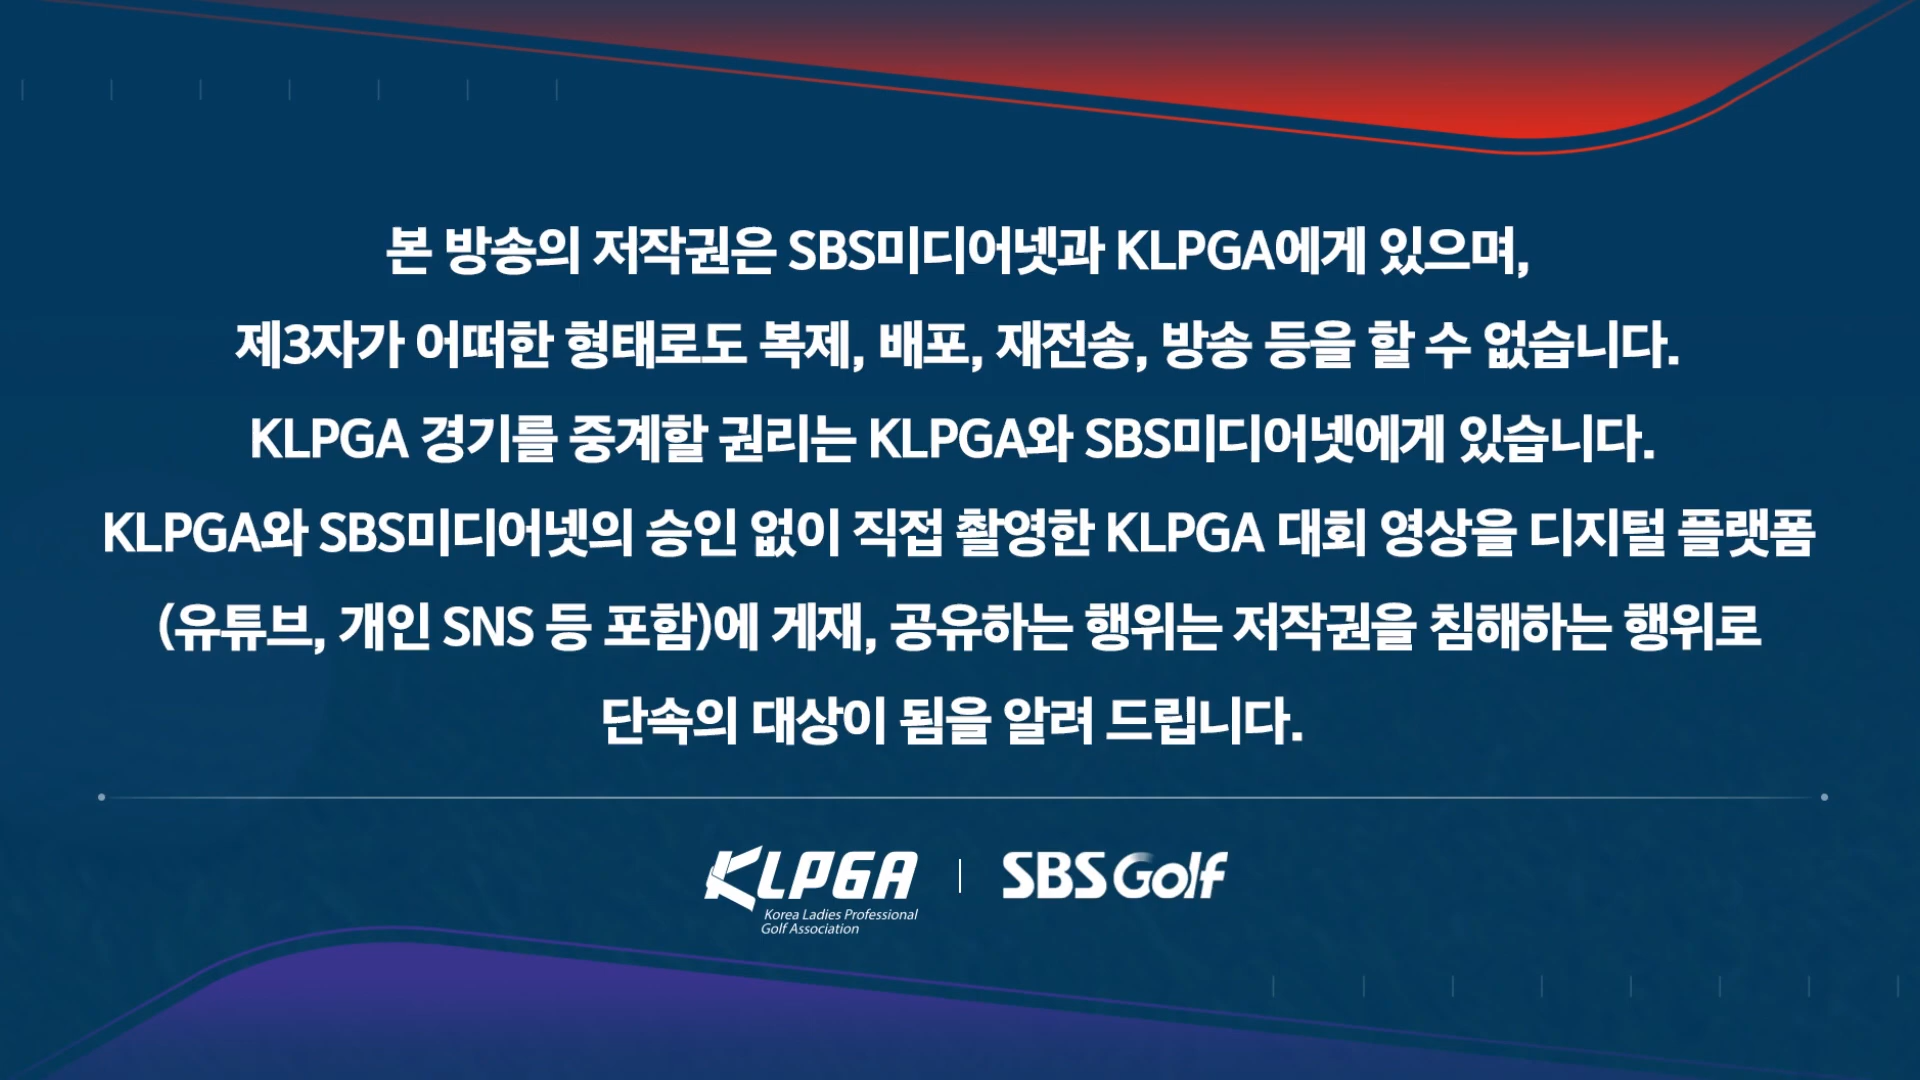 본 방송의 저작권은 SBS미디어넷과 KLPGA에게 있으며,
제3자가 어떠한 형태로도 복제, 배포, 재전송, 방송 등을 할 수 없습니다.
KLPGA 경기를 중계할 권리는 KLPGA와 SBS미디어넷에게 있습니다.
KLPGA와 SBS미디어넷의 승인 없이 직접 촬영한 KLPGA 대회 영상을 디지털 플랫폼
(유튜브, 개인 SNS 등 포함)에 게재, 공유하는 행위는 저작권을 침해하는 행위로
단속의 대상이 됨을 알려 드립니다.
KLPGA
Korea Ladies Professional
Golf Association
SBS Golf